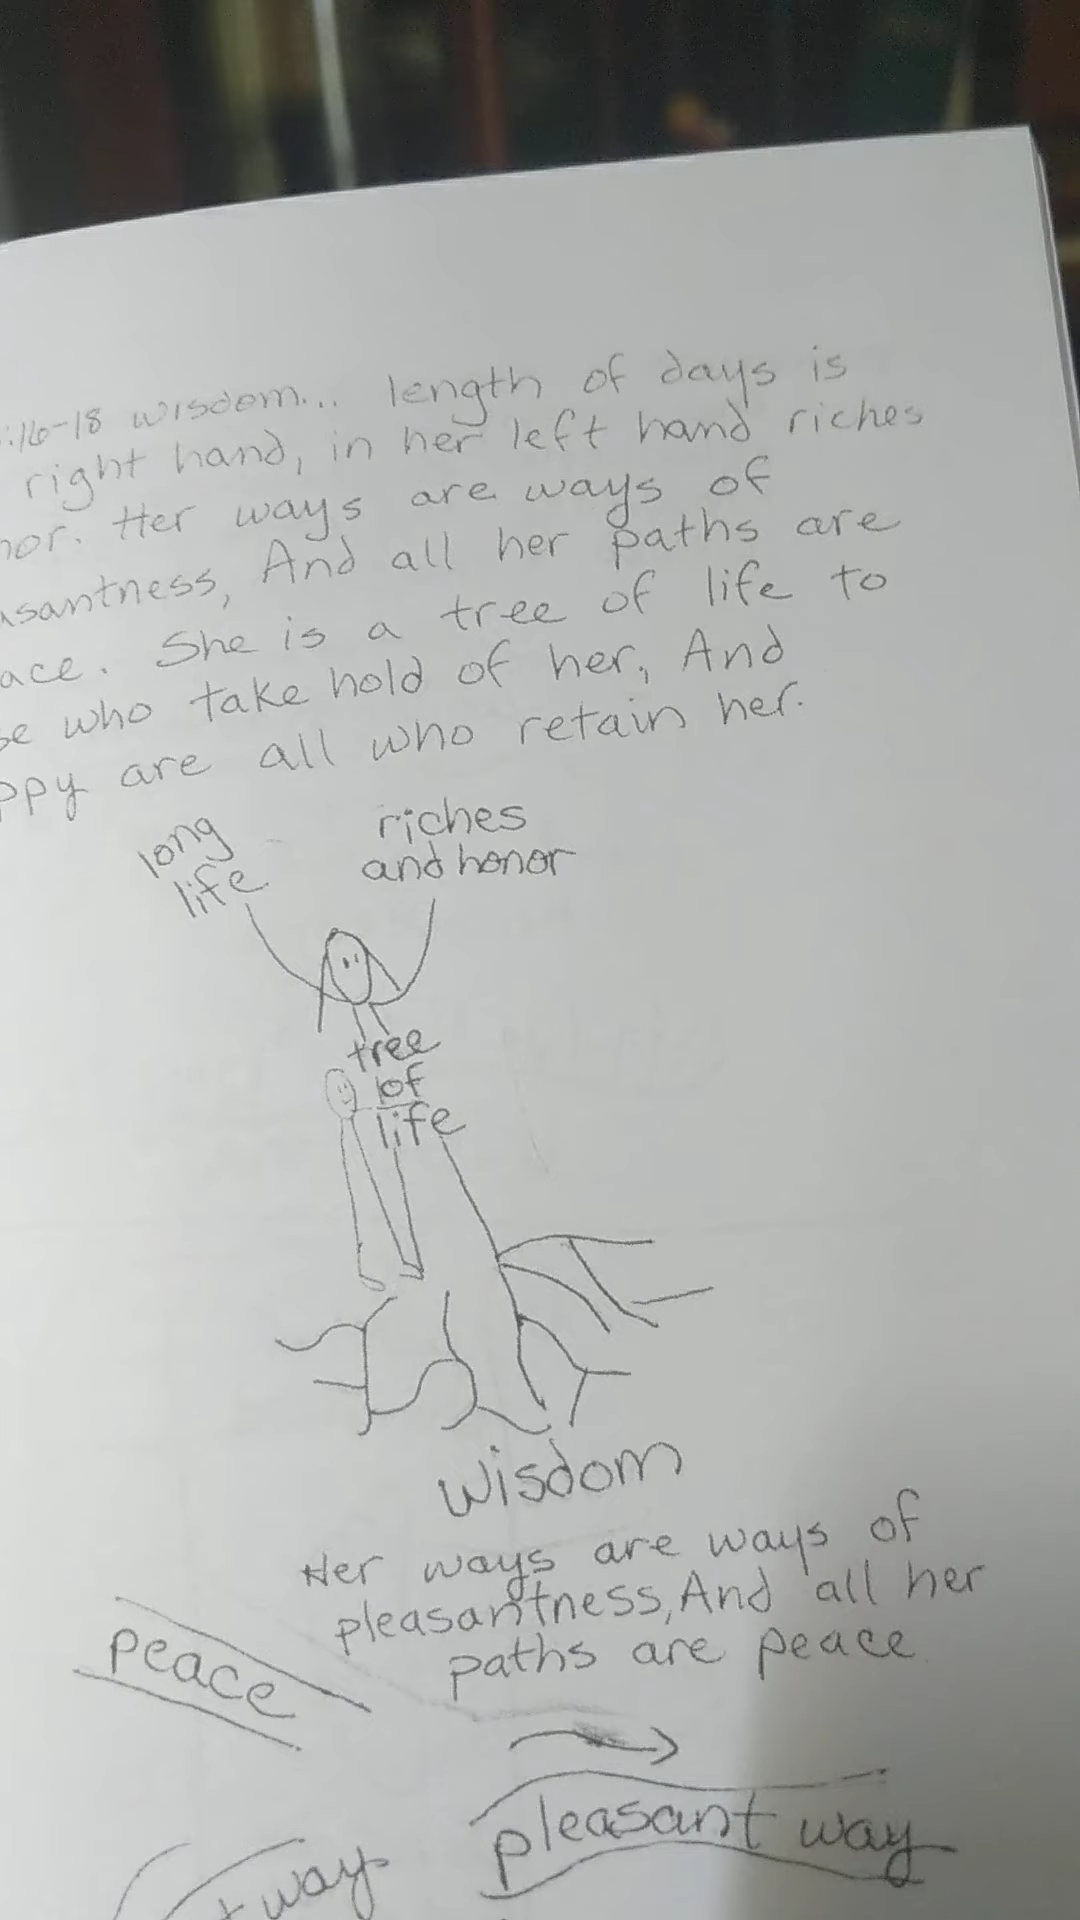 :16-18 wisdom... length of days is
right hand, in her left hand riches
nor. Her ways are ways of
asantness, And all her paths are
ace. She is a tree of life to
se who take hold of her, And
ppy are all who retain her.
long
life
riches
and honor
tree
of
life
wisdom
Her ways are ways of
pleasantness, And all her
paths are peace
peace
pleasant way
t way